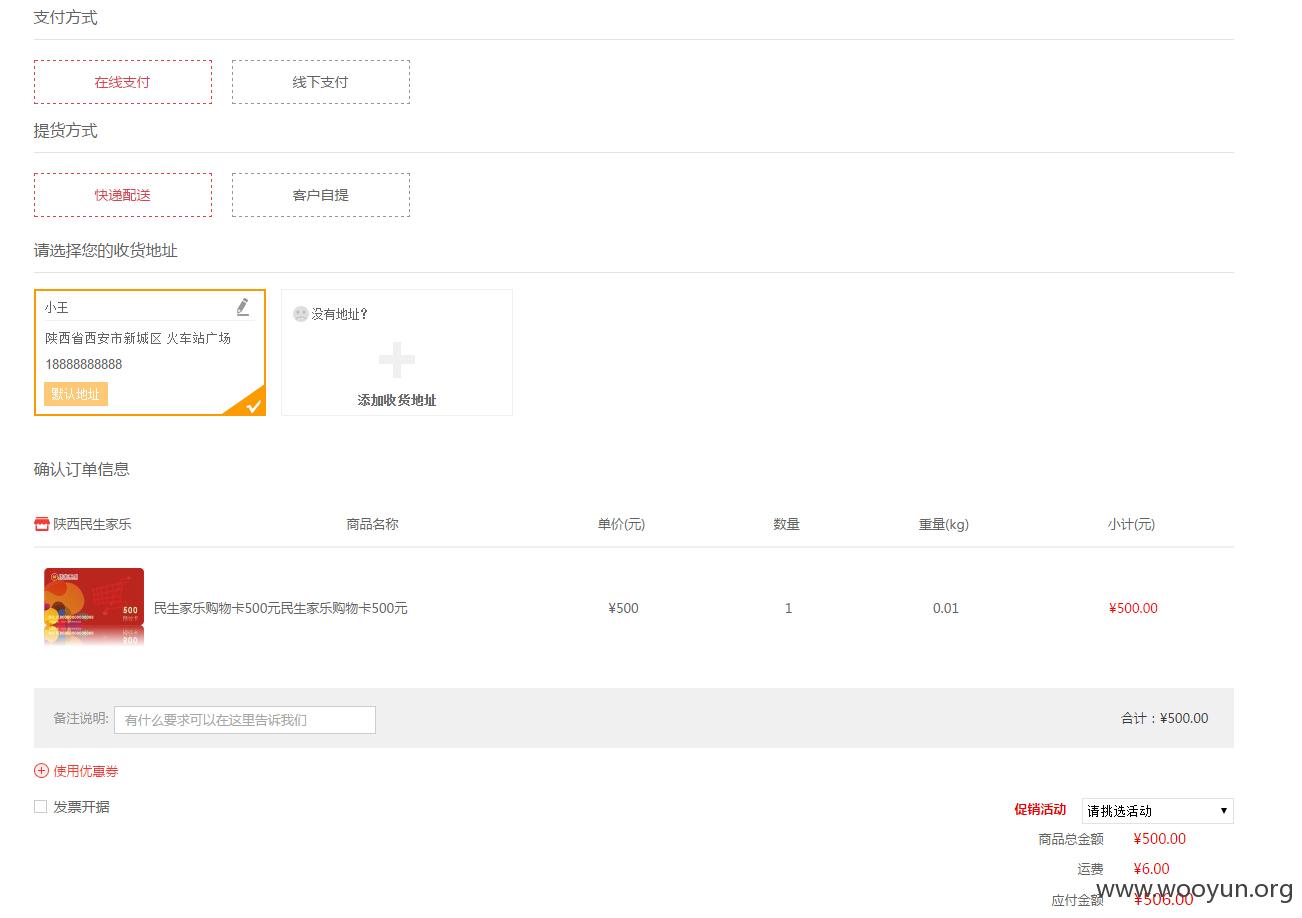 支付方式
在线支付 线下支付
提货方式
快递配送 客户自提
请选择您的收货地址
小王
陕西省西安市新城区 火车站广场
18888888888
默认地址
没有地址?
添加收货地址
确认订单信息
陕西民生家乐 商品名称 单价(元) 数量 重量(kg) 小计(元)
500
民生家乐购物卡500元民生家乐购物卡500元 ¥500 1 0.01 ¥500.00
备注说明: 有什么要求可以在这里告诉我们 合计：¥500.00
使用优惠券
发票开据 促销活动 请挑选活动
商品总金额 ¥500.00
运费 ¥6.00
www.wooyun.org
应付金额 ¥506.00